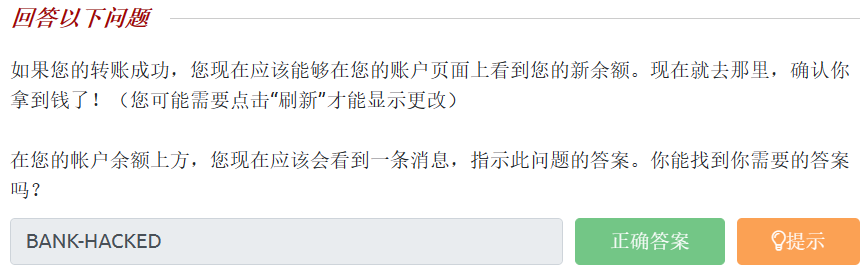 回答以下问题
如果您的转账成功，您现在应该能够在您的账户页面上看到您的新余额。现在就去那里，确认你
拿到钱了！（您可能需要点击“刷新”才能显示更改）
在您的帐户余额上方，您现在应该会看到一条消息，指示此问题的答案。你能找到你需要的答案
吗？
BANK-HACKED 正确答案 提示